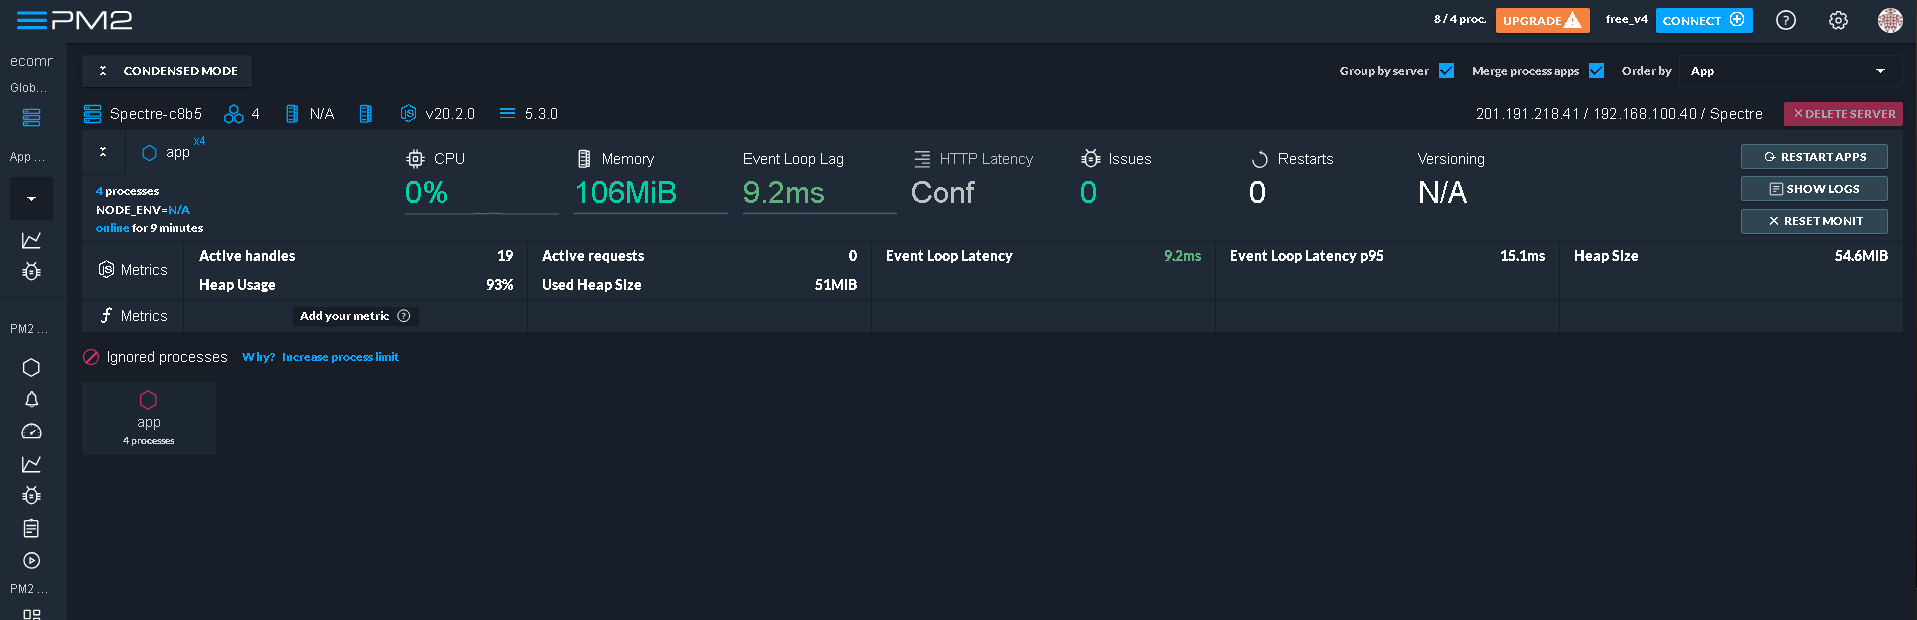 PM2
8 / 4 proc.
UPGRADE
free_v4
CONNECT
ecomr
Glob...
App ...
PM2 ...
PM2 ...
CONDENSED MODE
Group by server
Merge process apps
Order by
App
Spectre-c8b5
4
N/A
v20.2.0
5.3.0
201.191.218.41 / 192.168.100.40 / Spectre
DELETE SERVER
app X4
4 processes
NODE_ENV=N/A
online for 9 minutes
CPU
0%
Memory
106MiB
Event Loop Lag
9.2ms
HTTP Latency
Conf
Issues
0
Restarts
0
Versioning
N/A
RESTART APPS
SHOW LOGS
RESET MONIT
Metrics
Active handles 19
Heap Usage 93%
Active requests 0
Used Heap Size 51MiB
Event Loop Latency 9.2ms
Event Loop Latency p95 15.1ms
Heap Size 54.6MiB
Metrics
Add your metric
Ignored processes Why? Increase process limit
app
4 processes